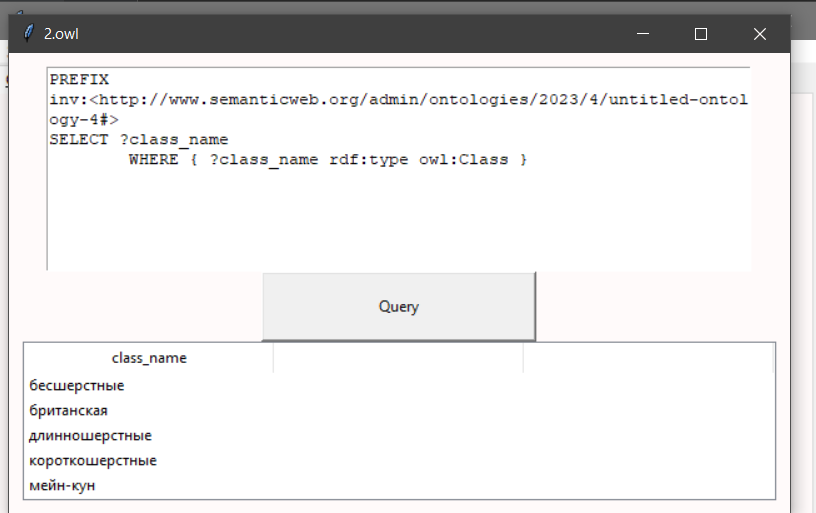 2.owl
PREFIX
inv:<http://www.semanticweb.org/admin/ontologies/2023/4/untitled-ontol
ogy-4#>
SELECT ?class_name
WHERE { ?class_name rdf:type owl:Class }
Query
class_name
бесшерстные
британская
длинношерстные
короткошерстные
мейн-кун